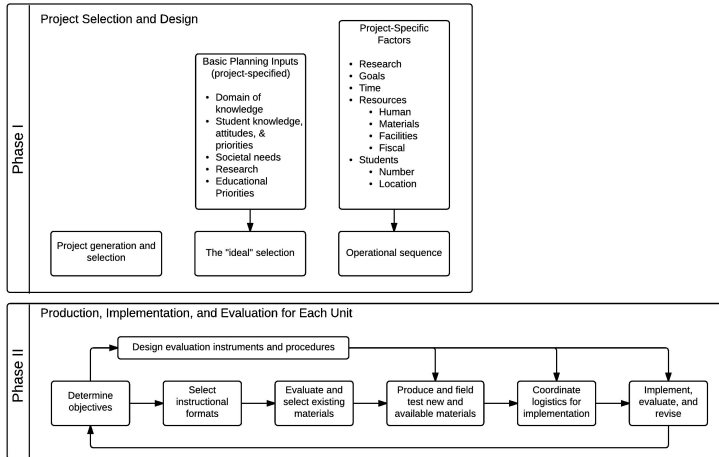 Phase I
Project Selection and Design
Basic Planning Inputs
(project-specified)
• Domain of
knowledge
• Student knowledge,
attitudes, &
priorities
• Societal needs
• Research
• Educational
Priorities
Project-Specific
Factors
• Research
• Goals
• Time
• Resources
• Human
• Materials
• Facilities
• Fiscal
• Students
• Number
• Location
Project generation and
selection
The "ideal" selection
Operational sequence
Phase II
Production, Implementation, and Evaluation for Each Unit
Design evaluation instruments and procedures
Determine
objectives
Select
instructional
formats
Evaluate and
select existing
materials
Produce and field
test new and
available materials
Coordinate
logistics for
implementation
Implement,
evaluate, and
revise